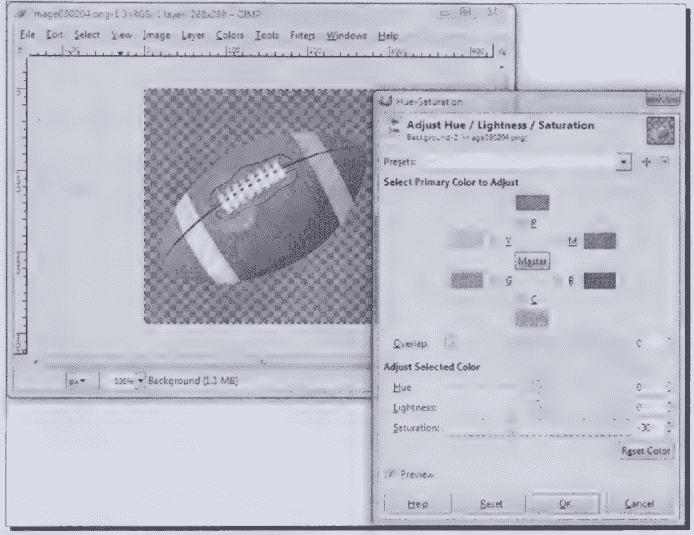 File Edit Select View Image Layer Colors Tools Filters Windows Help
100% Background (1.1 MB)
Hue-Saturation
Adjust Hue / Lightness / Saturation
Presets:
Select Primary Color to Adjust
R
Y M
Master
G B
C
Overlap: 0
Adjust Selected Color
Hue 0
Lightness: 0
Saturation: -30
Reset Color
Preview
Help Reset OK Cancel